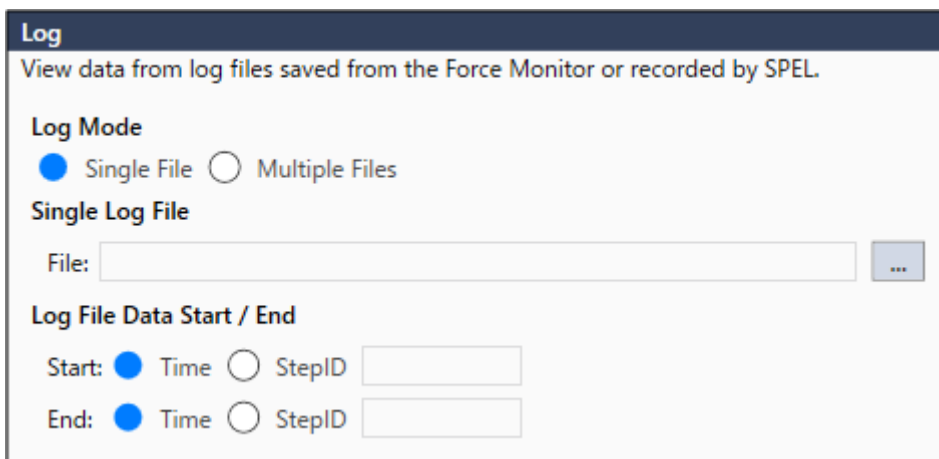 Log
View data from log files saved from the Force Monitor or recorded by SPEL.
Log Mode
Single File Multiple Files
Single Log File
File: ...
Log File Data Start / End
Start: Time StepID
End: Time StepID